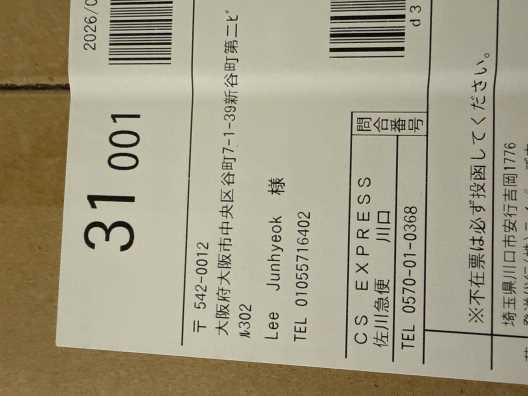 2026/0
31 001
〒 542-0012
大阪府大阪市中央区谷町7-1-39新谷町第二ビ
ル302
Lee Junhyeok 様
TEL 01055716402
d3
CS EXPRESS
佐川急便 川口
TEL 0570-01-0368
問合
番号
※不在票は必ず投函してください。
埼玉県川口市安行吉岡1776